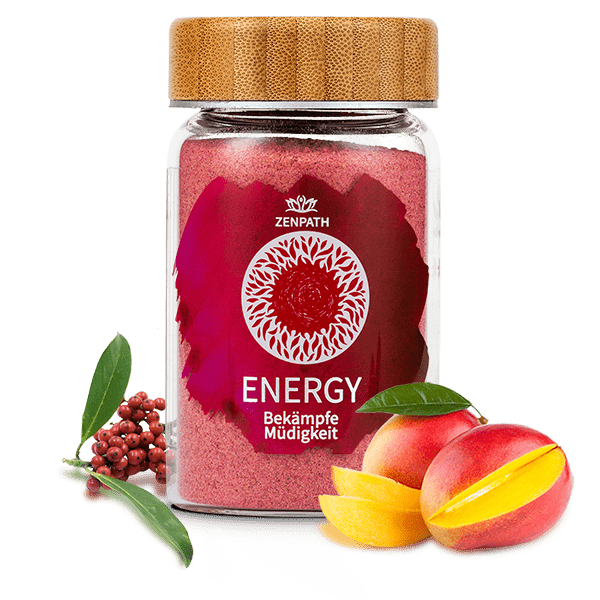 ZENPATH
ENERGY
Bekämpfe
Müdigkeit